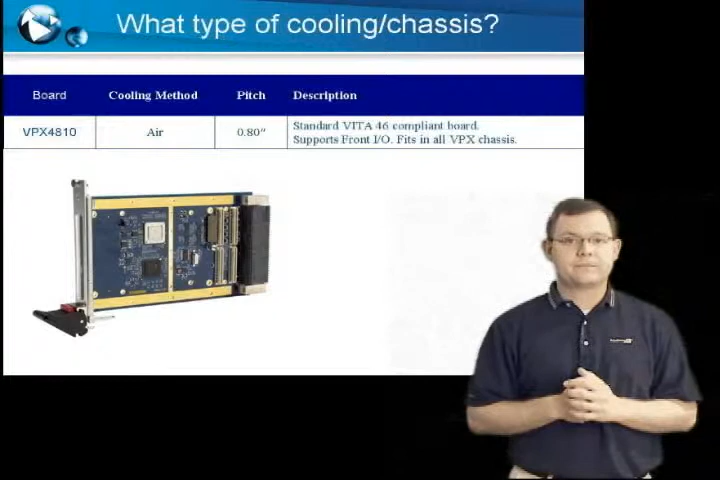 What type of cooling/chassis?
Board Cooling Method Pitch Description
VPX4810 Air 0.80" Standard VITA 46 compliant board.
Supports Front I/O. Fits in all VPX chassis.